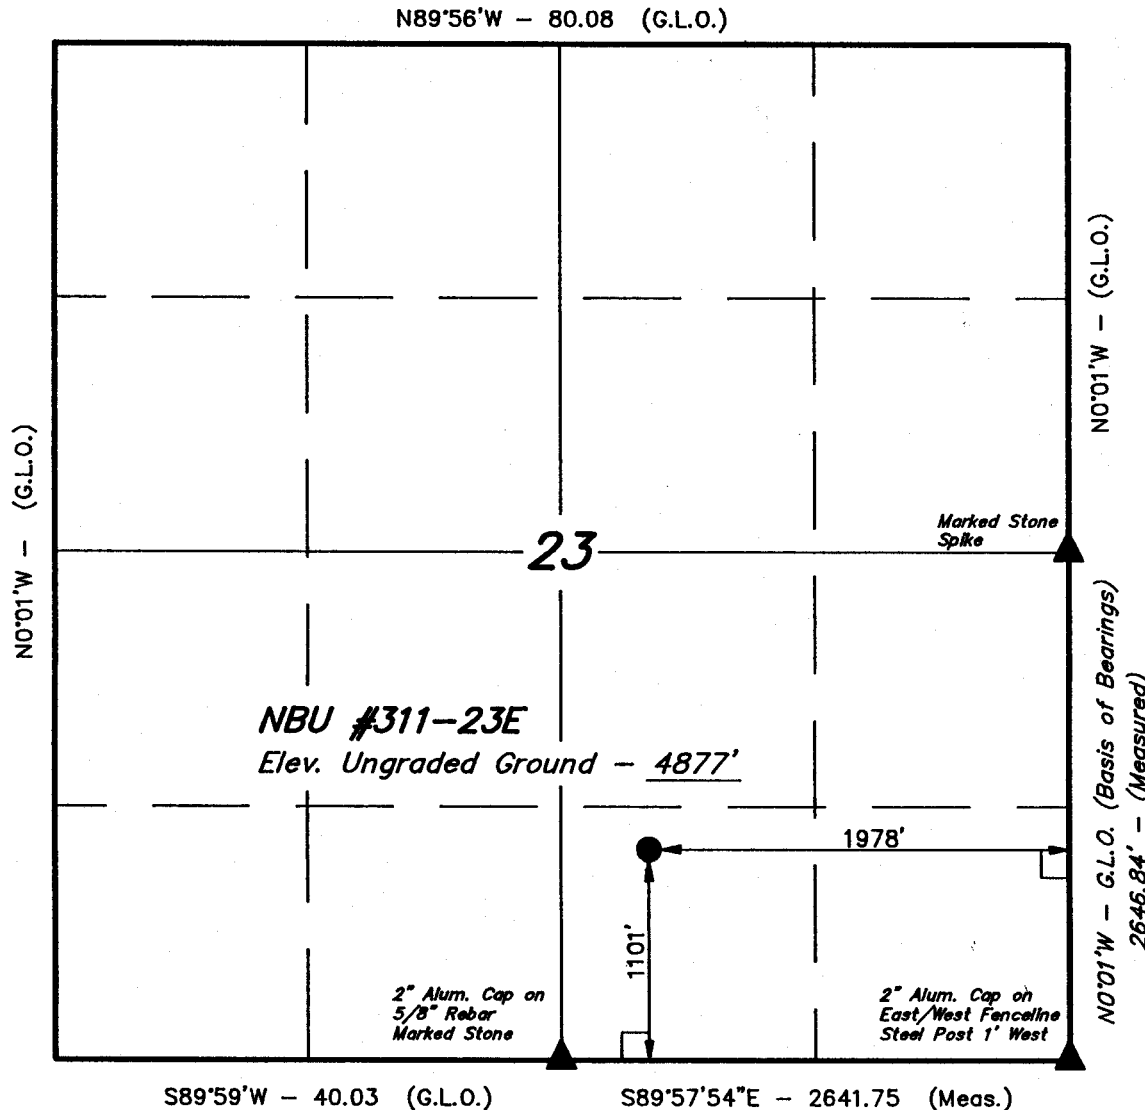 N89°56'W - 80.08 (G.L.O.)
N0°01'W - (G.L.O.)
N0°01'W - (G.L.O.)
Marked Stone
Spike
23
N0°01'W - G.L.O. (Basis of Bearings)
2646.84' - (Measured)
NBU #311-23E
Elev. Ungraded Ground - 4877'
1978'
1101'
2" Alum. Cap on
5/8" Rebar
Marked Stone
2" Alum. Cap on
East/West Fenceline
Steel Post 1' West
S89°59'W - 40.03 (G.L.O.)
S89°57'54"E - 2641.75 (Meas.)